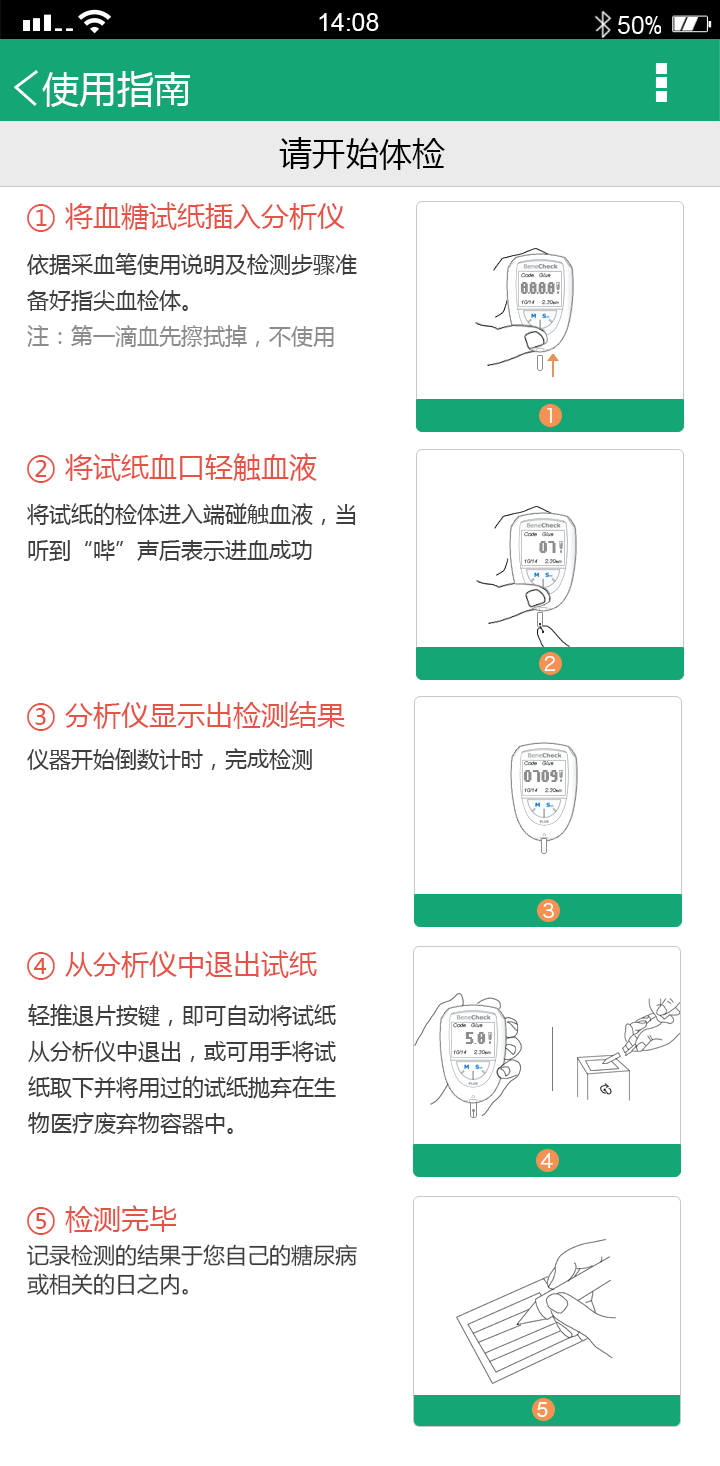 14:08
50%
使用指南
请开始体检
① 将血糖试纸插入分析仪
依据采血笔使用说明及检测步骤准
备好指尖血检体。
注：第一滴血先擦拭掉，不使用
BeneCheck
Code Glue
8.8.8.8
10/14 2.30
M S
1
② 将试纸血口轻触血液
将试纸的检体进入端碰触血液，当
听到“哔”声后表示进血成功
BeneCheck
Code Glue
07
10/14 2.30
M S
2
③ 分析仪显示出检测结果
仪器开始倒数计时，完成检测
BeneCheck
Code Glue
0709
10/14 2.30
M S
PLUS
3
④ 从分析仪中退出试纸
轻推退片按键，即可自动将试纸
从分析仪中退出，或可用手将试
纸取下并将用过的试纸抛弃在生
物医疗废弃物容器中。
BeneCheck
Code Glue
5.0
10/14 2.30
M S
PLUS
4
⑤ 检测完毕
记录检测的结果于您自己的糖尿病
或相关的日之内。
5